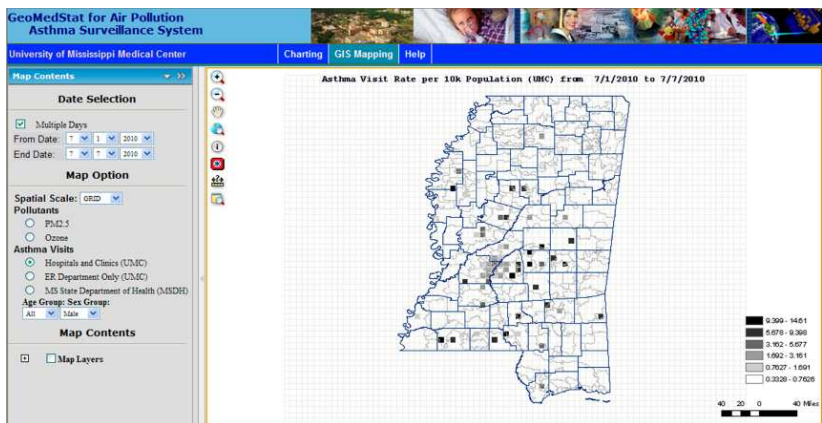 GeoMedStat for Air Pollution
Asthma Surveillance System
University of Mississippi Medical Center
Charting
GIS Mapping
Help
Map Contents
Date Selection
Multiple Days
From Date: 7 1 2010
End Date: 7 7 2010
Map Option
Spatial Scale: GRID
Pollutants
PM2.5
Ozone
Asthma Visits
Hospitals and Clinics (UMC)
ER Department Only (UMC)
MS State Department of Health (MSDH)
Age Group: Sex Group:
All Male
Map Contents
Map Layers
Asthma Visit Rate per 10k Population (UMC) from 7/1/2010 to 7/7/2010
9.399 - 14.61
5.678 - 9.398
3.162 - 5.677
1.692 - 3.161
0.7627 - 1.691
0.3328 - 0.7626
40 20 0 40 Miles